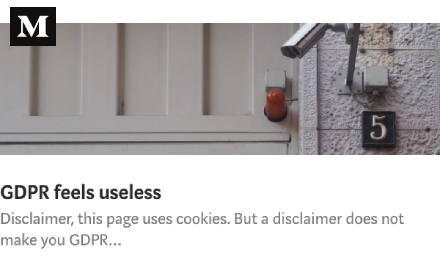 M
5
GDPR feels useless
Disclaimer, this page uses cookies. But a disclaimer does not
make you GDPR...